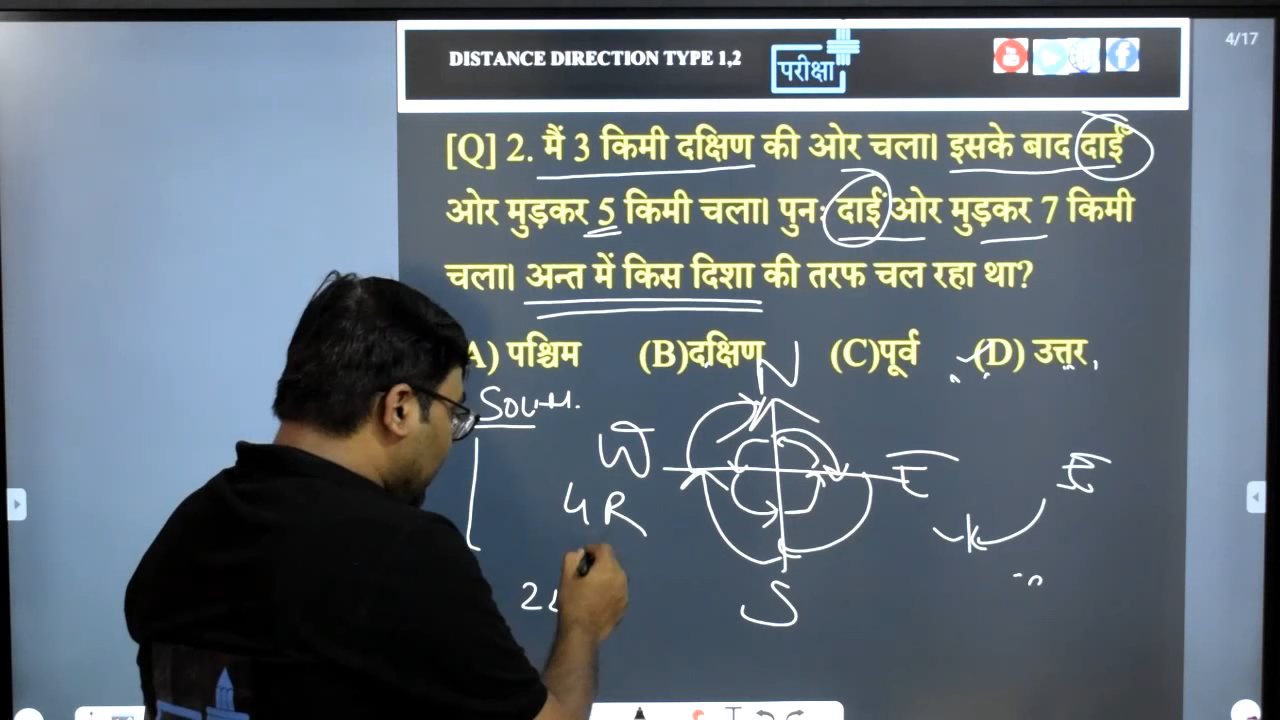 4/17
DISTANCE DIRECTION TYPE 1,2
परीक्षा
[Q] 2. मैं 3 किमी दक्षिण की ओर चला। इसके बाद दाईं
ओर मुड़कर 5 किमी चला। पुनः दाईं ओर मुड़कर 7 किमी
चला। अन्त में किस दिशा की तरफ चल रहा था?
A) पश्चिम (B)दक्षिण (C)पूर्व (D) उत्तर
N
South
W E
4R
S